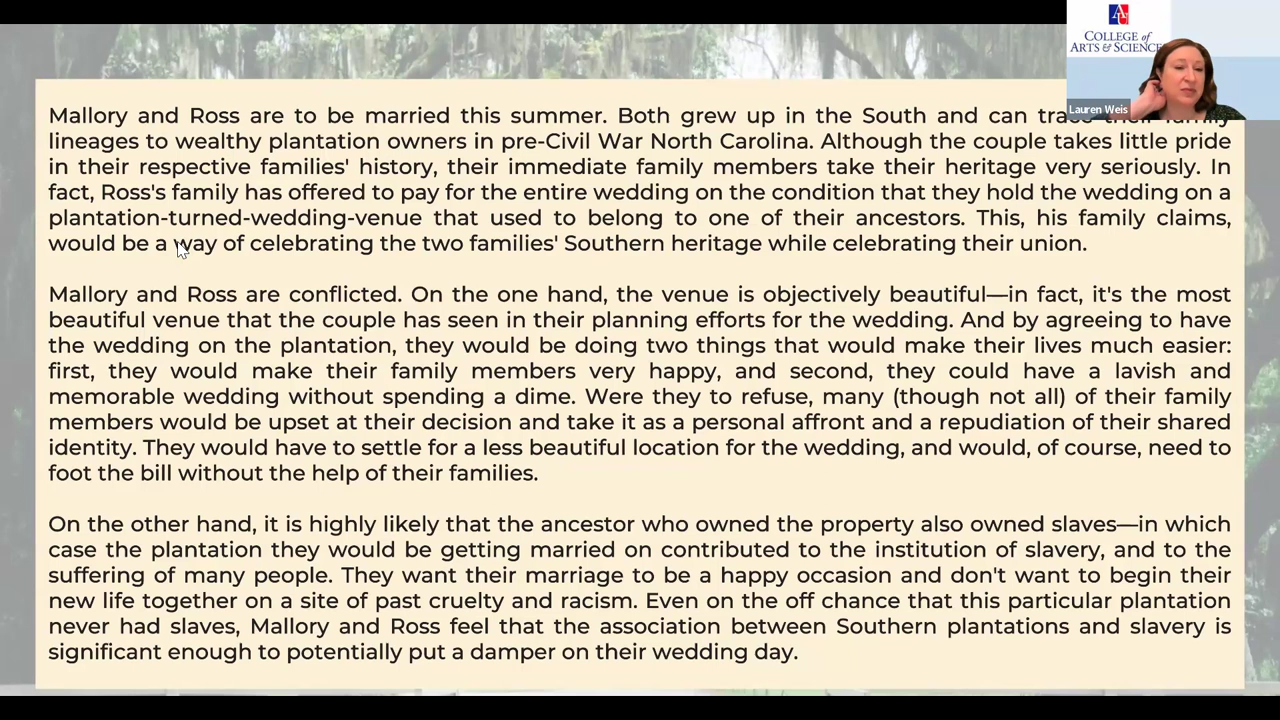 COLLEGE of
ARTS & SCIENCE
Lauren Weis
Mallory and Ross are to be married this summer. Both grew up in the South and can trace their family
lineages to wealthy plantation owners in pre-Civil War North Carolina. Although the couple takes little pride
in their respective families' history, their immediate family members take their heritage very seriously. In
fact, Ross's family has offered to pay for the entire wedding on the condition that they hold the wedding on a
plantation-turned-wedding-venue that used to belong to one of their ancestors. This, his family claims,
would be a way of celebrating the two families' Southern heritage while celebrating their union.
Mallory and Ross are conflicted. On the one hand, the venue is objectively beautiful—in fact, it's the most
beautiful venue that the couple has seen in their planning efforts for the wedding. And by agreeing to have
the wedding on the plantation, they would be doing two things that would make their lives much easier:
first, they would make their family members very happy, and second, they could have a lavish and
memorable wedding without spending a dime. Were they to refuse, many (though not all) of their family
members would be upset at their decision and take it as a personal affront and a repudiation of their shared
identity. They would have to settle for a less beautiful location for the wedding, and would, of course, need to
foot the bill without the help of their families.
On the other hand, it is highly likely that the ancestor who owned the property also owned slaves—in which
case the plantation they would be getting married on contributed to the institution of slavery, and to the
suffering of many people. They want their marriage to be a happy occasion and don't want to begin their
new life together on a site of past cruelty and racism. Even on the off chance that this particular plantation
never had slaves, Mallory and Ross feel that the association between Southern plantations and slavery is
significant enough to potentially put a damper on their wedding day.